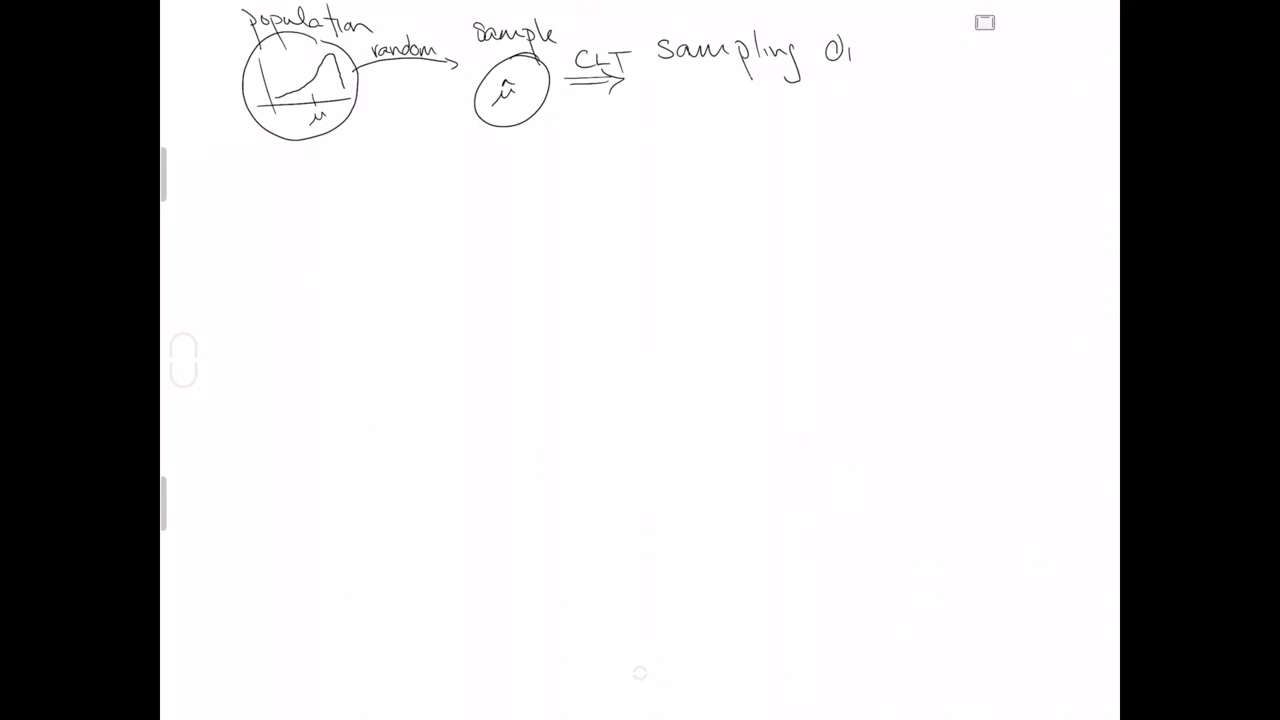 population
random
sample
CLT
sampling
μ
μ̂